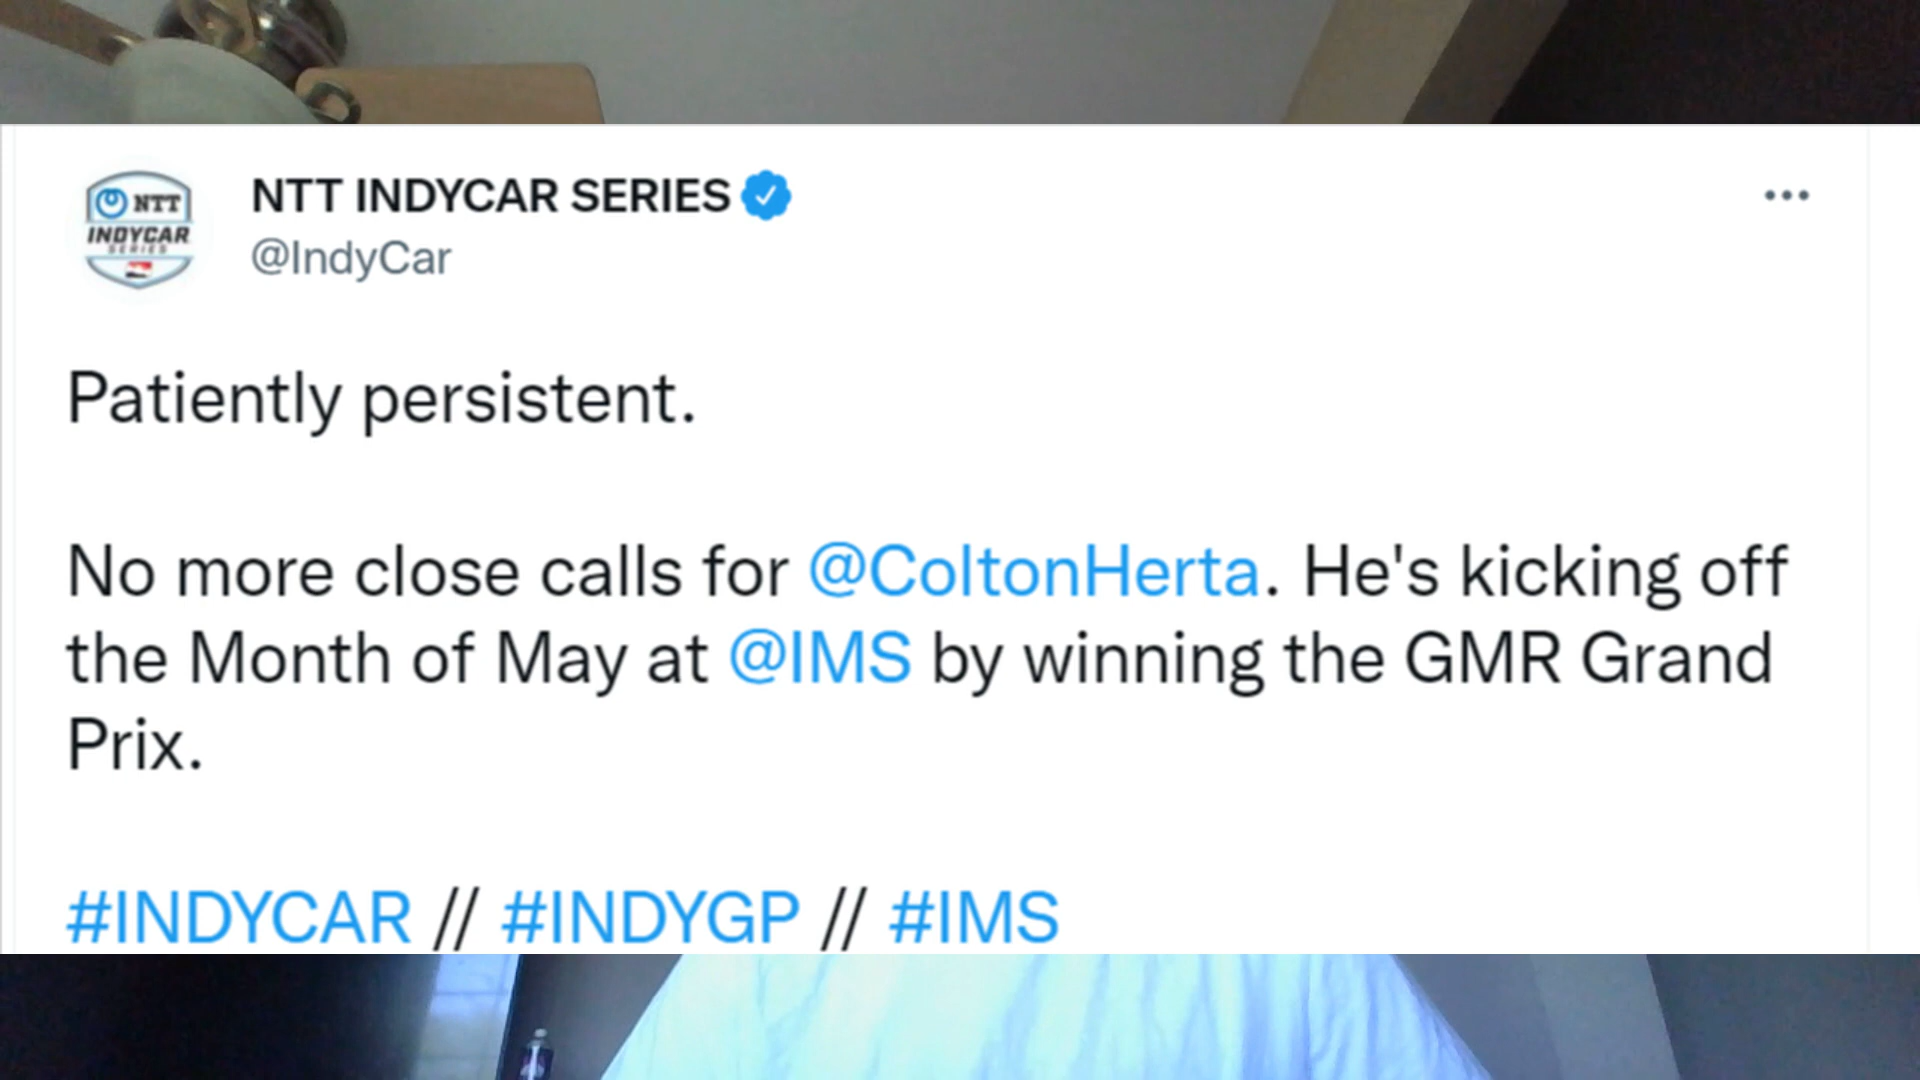 NTT
INDYCAR
SERIES
NTT INDYCAR SERIES
@IndyCar
Patiently persistent.
No more close calls for @ColtonHerta. He's kicking off
the Month of May at @IMS by winning the GMR Grand
Prix.
#INDYCAR // #INDYGP // #IMS